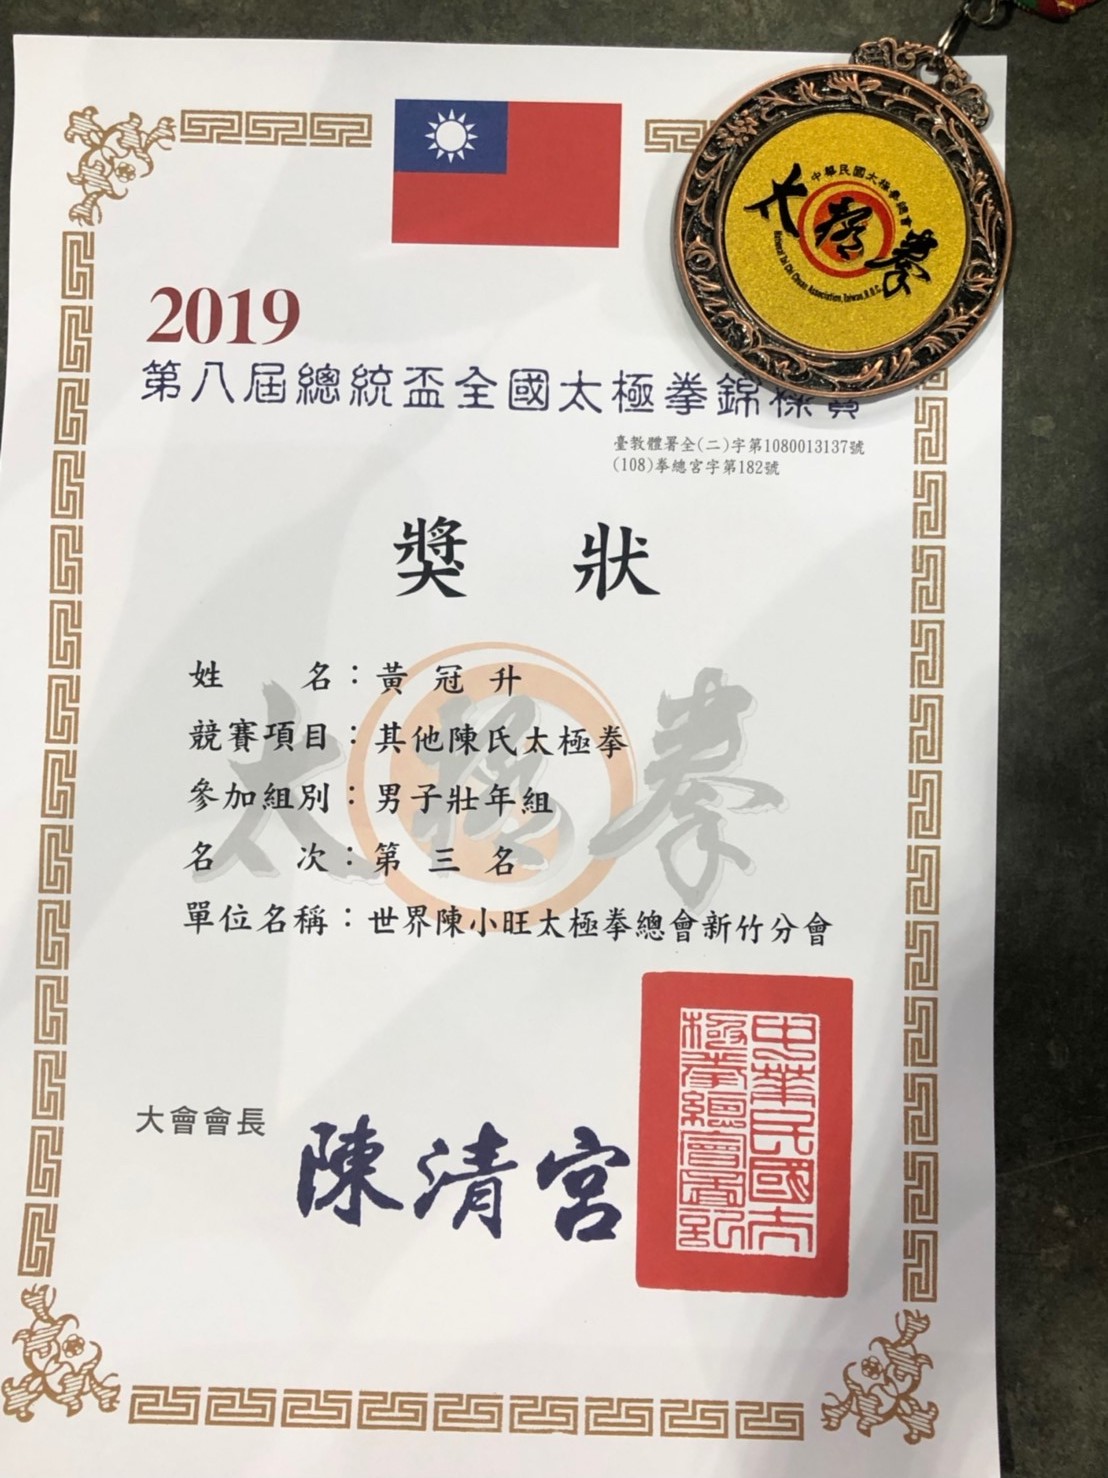 2019
第八屆總統盃全國太極拳錦標賽
臺教體署全(二)字第1080013137號
(108)拳總宮字第182號
獎 狀
姓 名：黃 冠 升
競賽項目：其他陳氏太極拳
參加組別：男子壯年組
名 次：第 三 名
單位名稱：世界陳小旺太極拳總會新竹分會
大會會長 陳清宮
中華民國太
極拳總會圖記
太極拳
中華民國太極拳總會
太極拳
National Tai Chi Chuan Association, Taiwan, R.O.C.